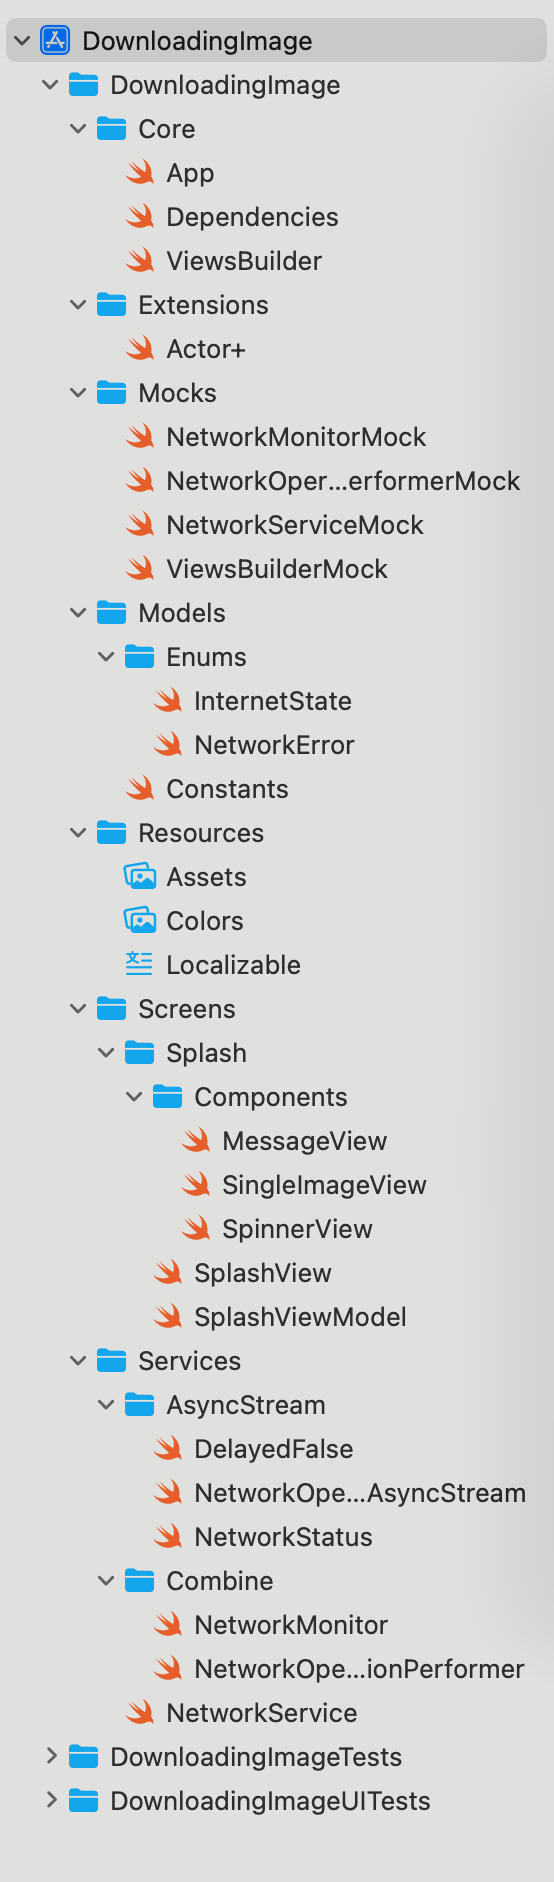 DownloadingImage
DownloadingImage
Core
App
Dependencies
ViewsBuilder
Extensions
Actor+
Mocks
NetworkMonitorMock
NetworkOper...erformerMock
NetworkServiceMock
ViewsBuilderMock
Models
Enums
InternetState
NetworkError
Constants
Resources
Assets
Colors
Localizable
Screens
Splash
Components
MessageView
SingleImageView
SpinnerView
SplashView
SplashViewModel
Services
AsyncStream
DelayedFalse
NetworkOpe...AsyncStream
NetworkStatus
Combine
NetworkMonitor
NetworkOpe...ionPerformer
NetworkService
DownloadingImageTests
DownloadingImageUITests